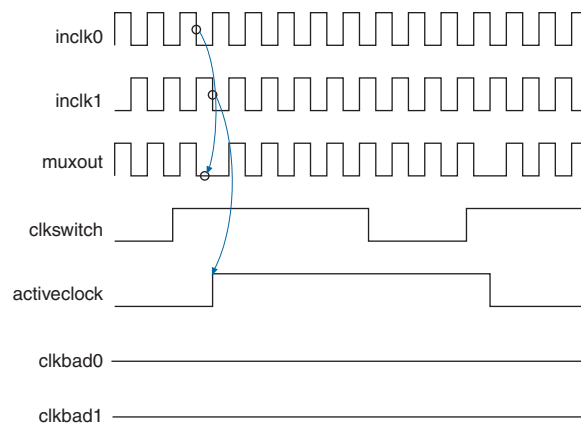 inclk0
inclk1
muxout
clkswitch
activeclock
clkbad0
clkbad1